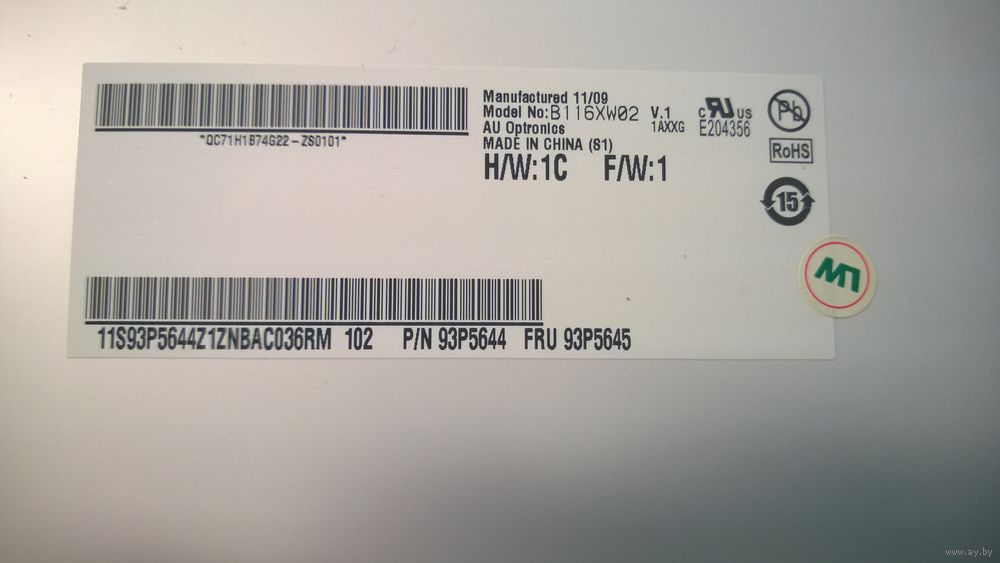 *QC71H1B74G22-ZS0101*
Manufactured 11/09
Model No:B116XW02 V.1
AU Optronics 1AXXG
MADE IN CHINA (S1)
H/W:1C F/W:1
c RU US
E204356
Pb
RoHS
15
11S93P5644Z1ZNBAC036RM 102 P/N 93P5644 FRU 93P5645
www.ay.by